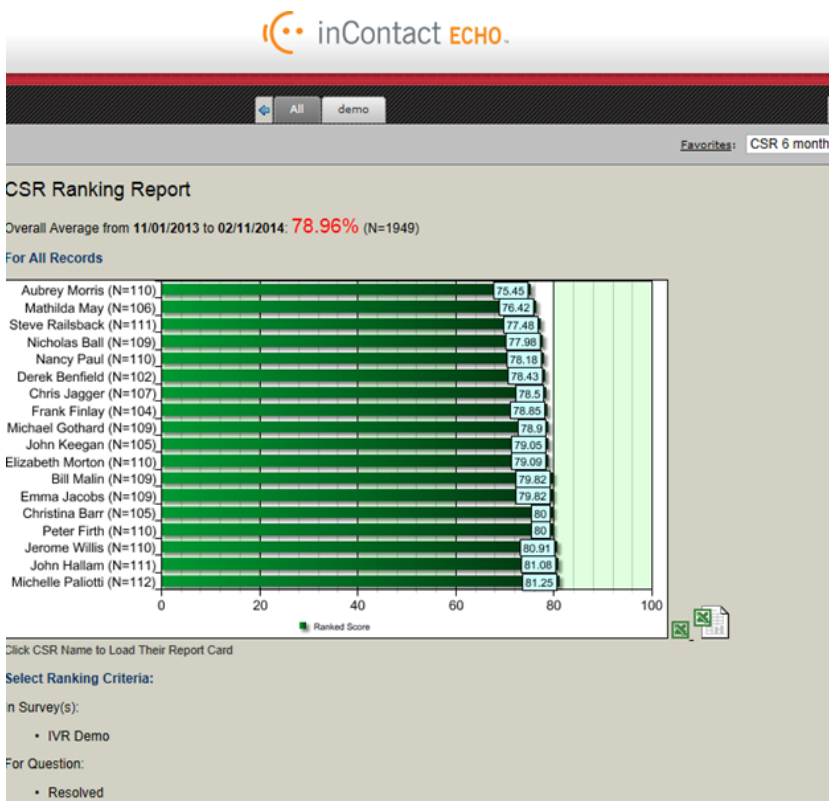 inContact ECHO™
All demo
Favorites: CSR 6 month
CSR Ranking Report
Overall Average from 11/01/2013 to 02/11/2014: 78.96% (N=1949)
For All Records
Aubrey Morris (N=110) 75.45
Mathilda May (N=106) 76.42
Steve Railsback (N=111) 77.48
Nicholas Ball (N=109) 77.98
Nancy Paul (N=110) 78.18
Derek Benfield (N=102) 78.43
Chris Jagger (N=107) 78.5
Frank Finlay (N=104) 78.85
Michael Gothard (N=109) 78.9
John Keegan (N=105) 79.05
Elizabeth Morton (N=110) 79.09
Bill Malin (N=109) 79.82
Emma Jacobs (N=109) 79.82
Christina Barr (N=105) 80
Peter Firth (N=110) 80
Jerome Willis (N=110) 80.91
John Hallam (N=111) 81.08
Michelle Paliotti (N=112) 81.25
0 20 40 60 80 100
Ranked Score
Click CSR Name to Load Their Report Card
Select Ranking Criteria:
In Survey(s):
• IVR Demo
For Question:
• Resolved